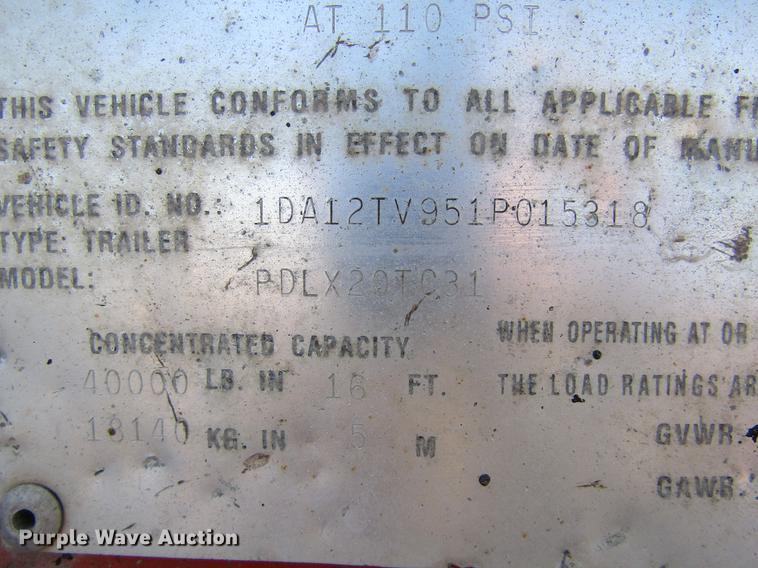 AT 110 PSI
THIS VEHICLE CONFORMS TO ALL APPLICABLE
SAFETY STANDARDS IN EFFECT ON DATE OF MANU
VEHICLE ID. NO.: 1DA12TV951P015318
TYPE: TRAILER
MODEL: PDLX20TC31
CONCENTRATED CAPACITY WHEN OPERATING AT OR
40000 LB. IN 16 FT. THE LOAD RATINGS AR
18140 KG. IN 5 M GVWR.
GAWR.
Purple Wave Auction